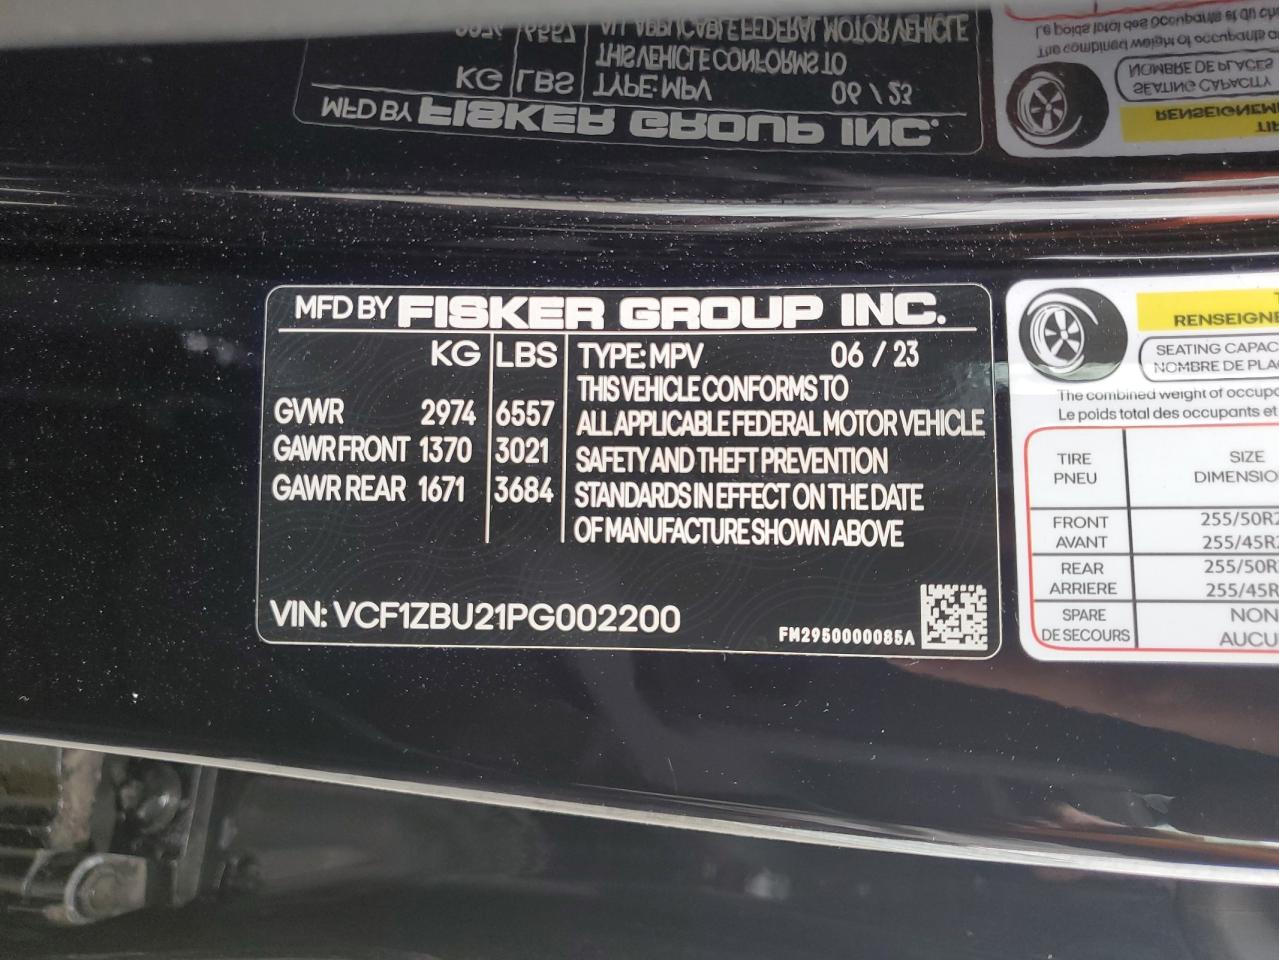 MFD BY FISKER GROUP INC.
KG LBS TYPE: MPV 06 / 23
THIS VEHICLE CONFORMS TO
GVWR 2974 6557 ALL APPLICABLE FEDERAL MOTOR VEHICLE
GAWR FRONT 1370 3021 SAFETY AND THEFT PREVENTION
GAWR REAR 1671 3684 STANDARDS IN EFFECT ON THE DATE
OF MANUFACTURE SHOWN ABOVE
VIN: VCF1ZBU21PG002200
FM2950000085A
RENSEIGNE
SEATING CAPAC
NOMBRE DE PLA
The combined weight of occup
Le poids total des occupants et
TIRE
PNEU
SIZE
DIMENSIO
FRONT
AVANT
255/50R
255/45R
REAR
ARRIERE
255/50R
255/45R
SPARE
DE SECOURS
NON
AUCU